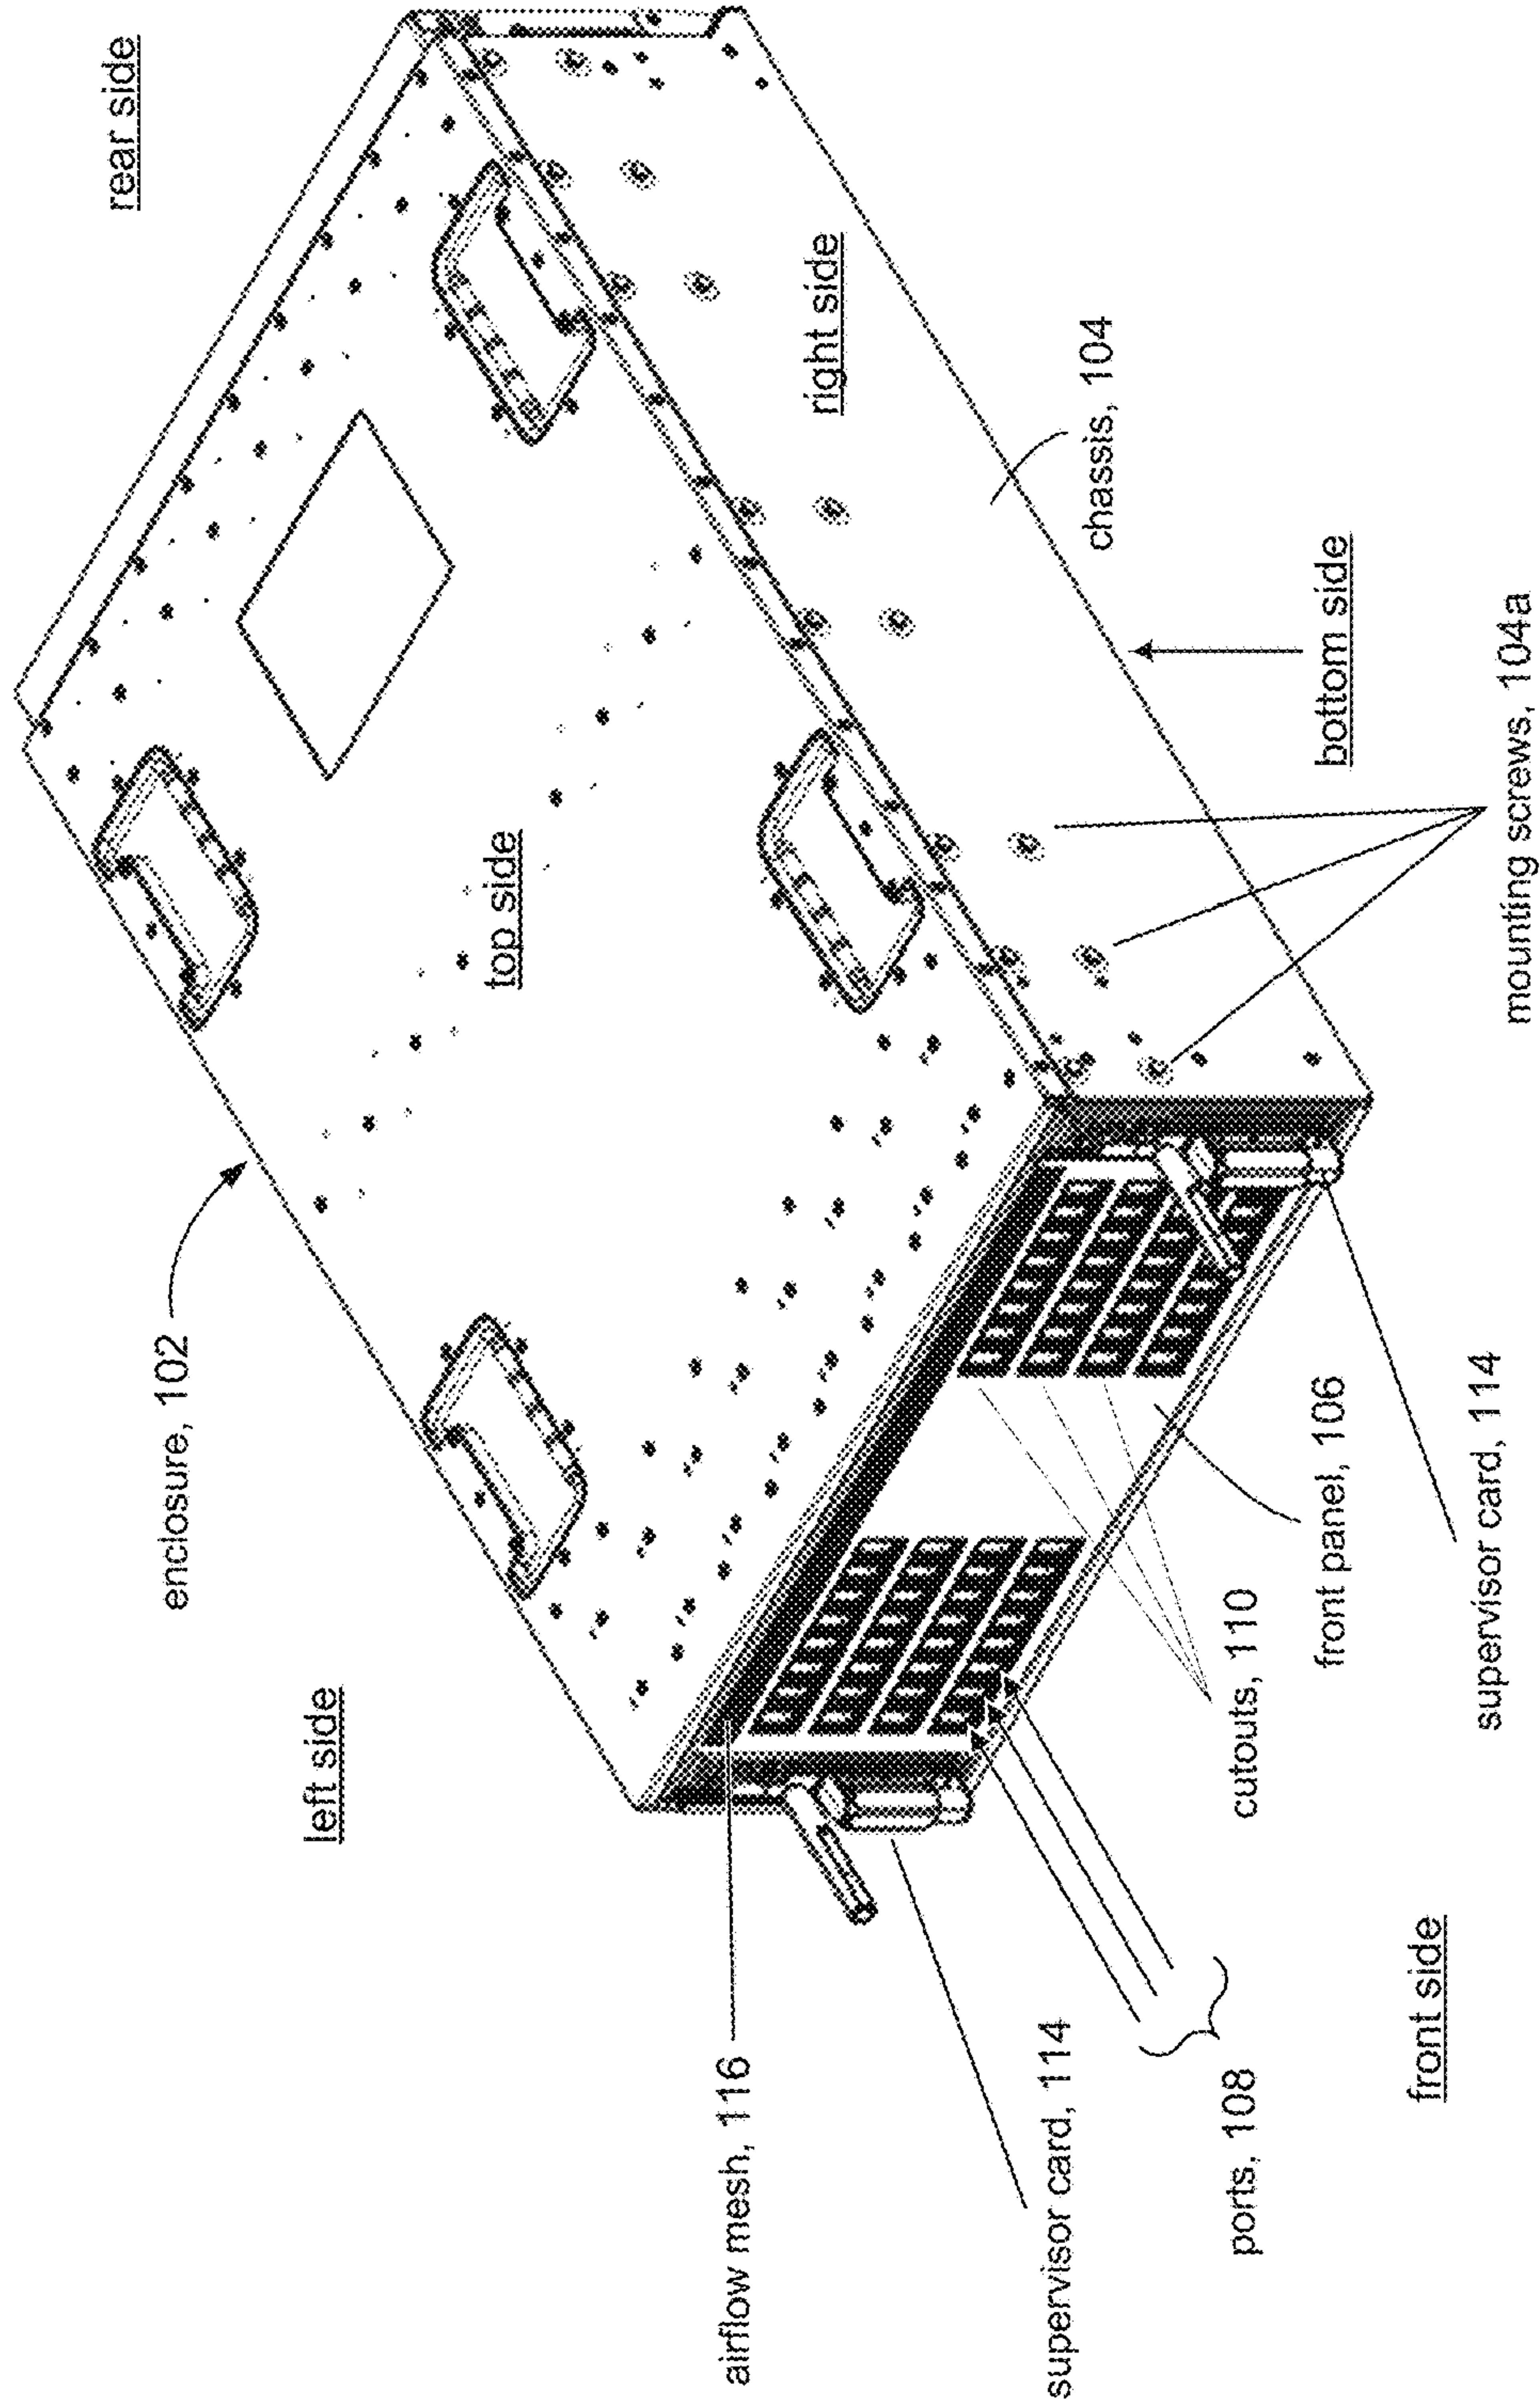 rear side
enclosure, 102
left side
top side
right side
chassis, 104
bottom side
mounting screws, 104a
airflow mesh, 116
supervisor card, 114
ports, 108
cutouts, 110
front panel, 106
supervisor card, 114
front side